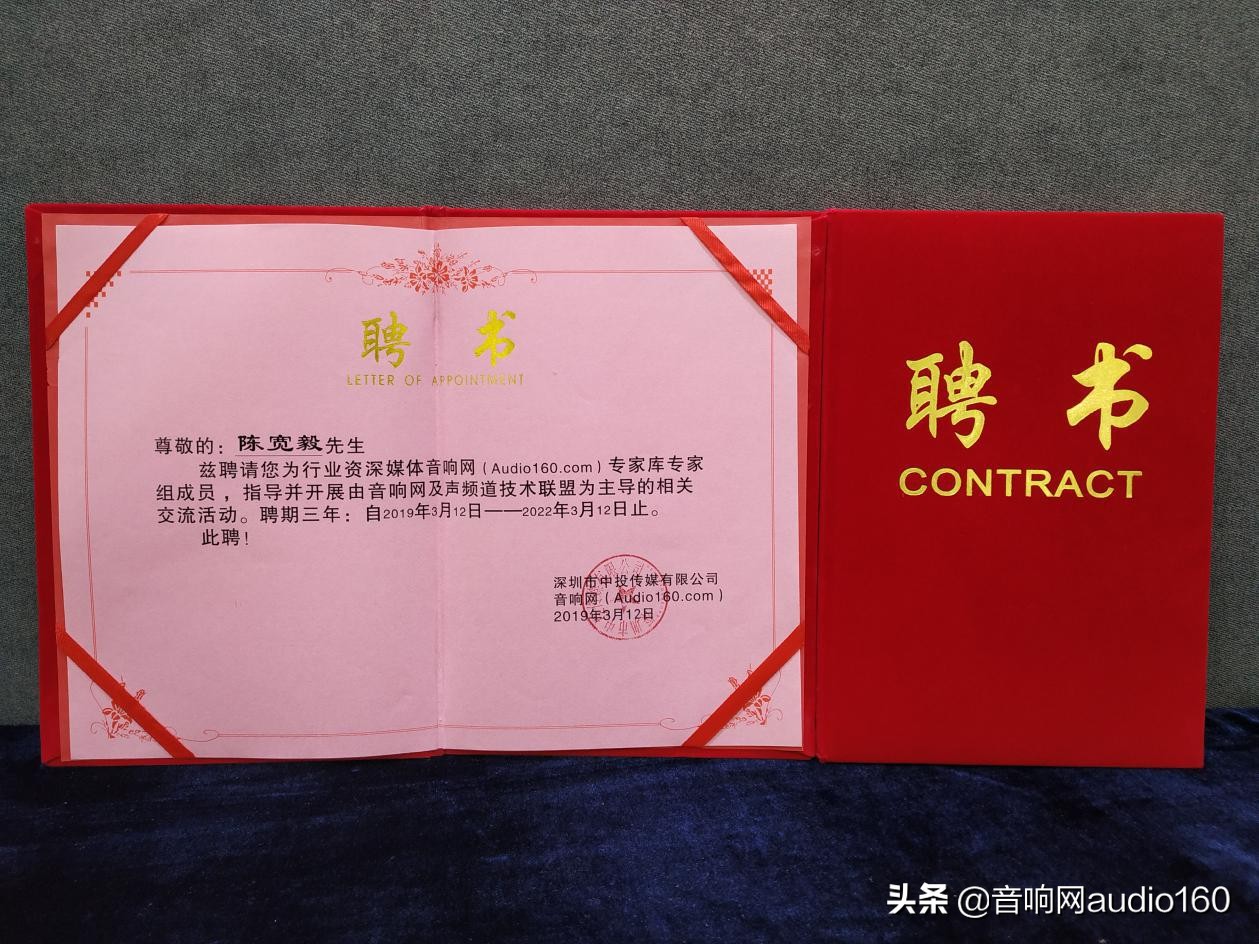 聘 书
LETTER OF APPOINTMENT
尊敬的：陈宽毅先生
兹聘请您为行业资深媒体音响网（Audio160.com）专家库专家
组成员，指导并开展由音响网及声频道技术联盟为主导的相关
交流活动。聘期三年：自2019年3月12日——2022年3月12日止。
此聘！
深圳市中投传媒有限公司
音响网（Audio160.com）
2019年3月12日
聘 书
CONTRACT
头条 @音响网audio160